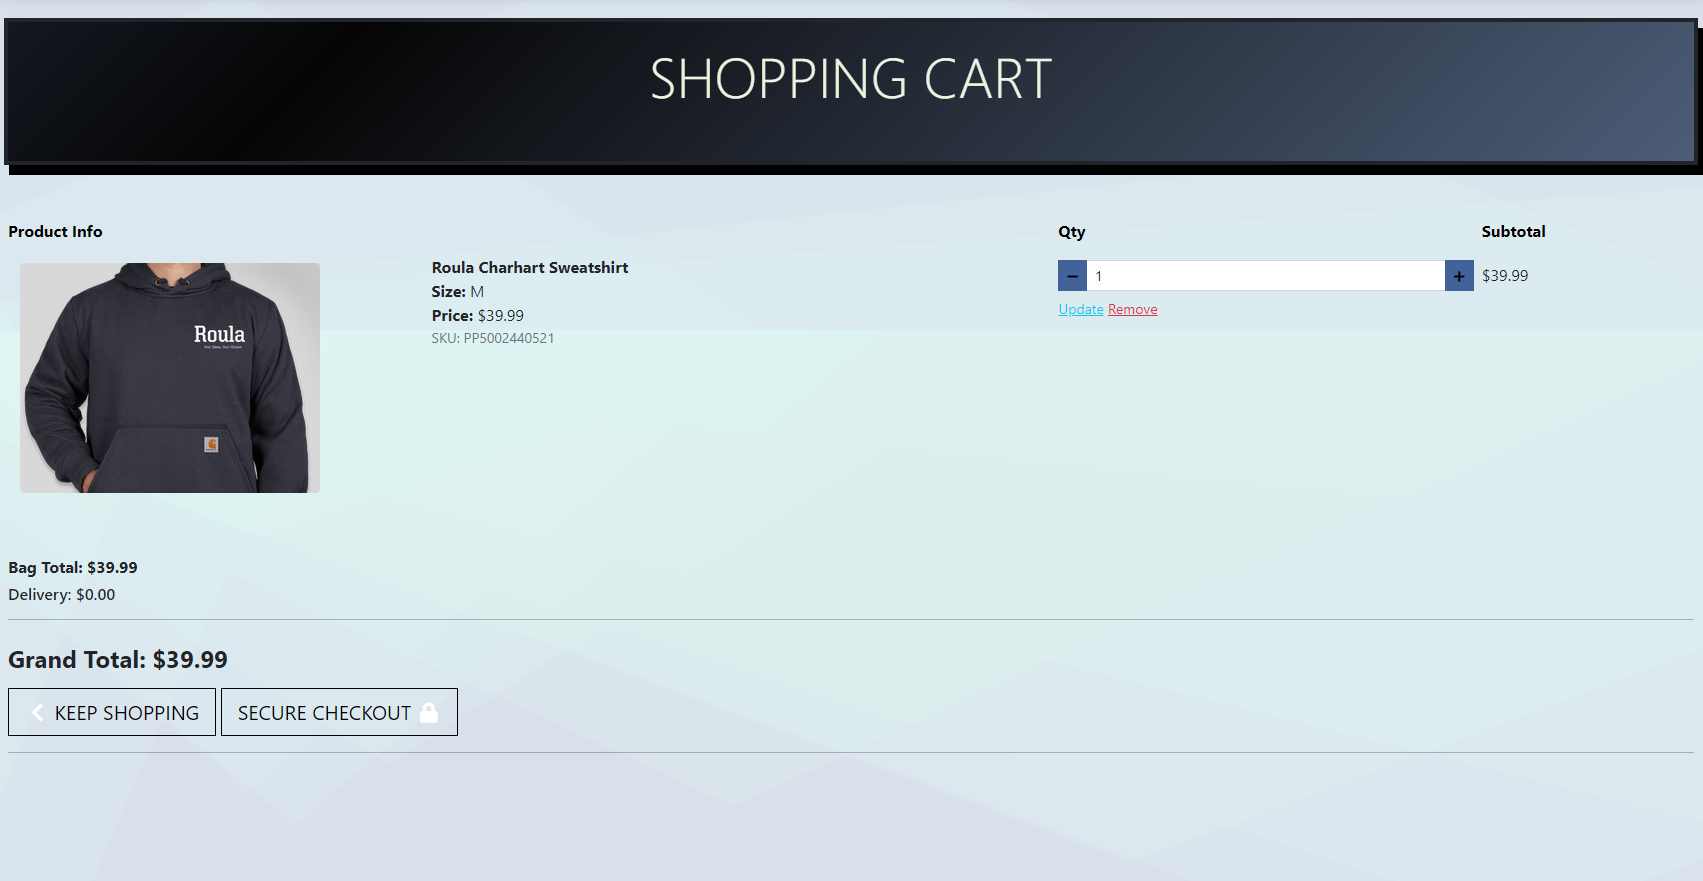 SHOPPING CART
Product Info
Qty
Subtotal
Roula Charhart Sweatshirt
Size: M
Price: $39.99
SKU: PP5002440521
1
$39.99
Update Remove
Roula
Bag Total: $39.99
Delivery: $0.00
Grand Total: $39.99
KEEP SHOPPING
SECURE CHECKOUT